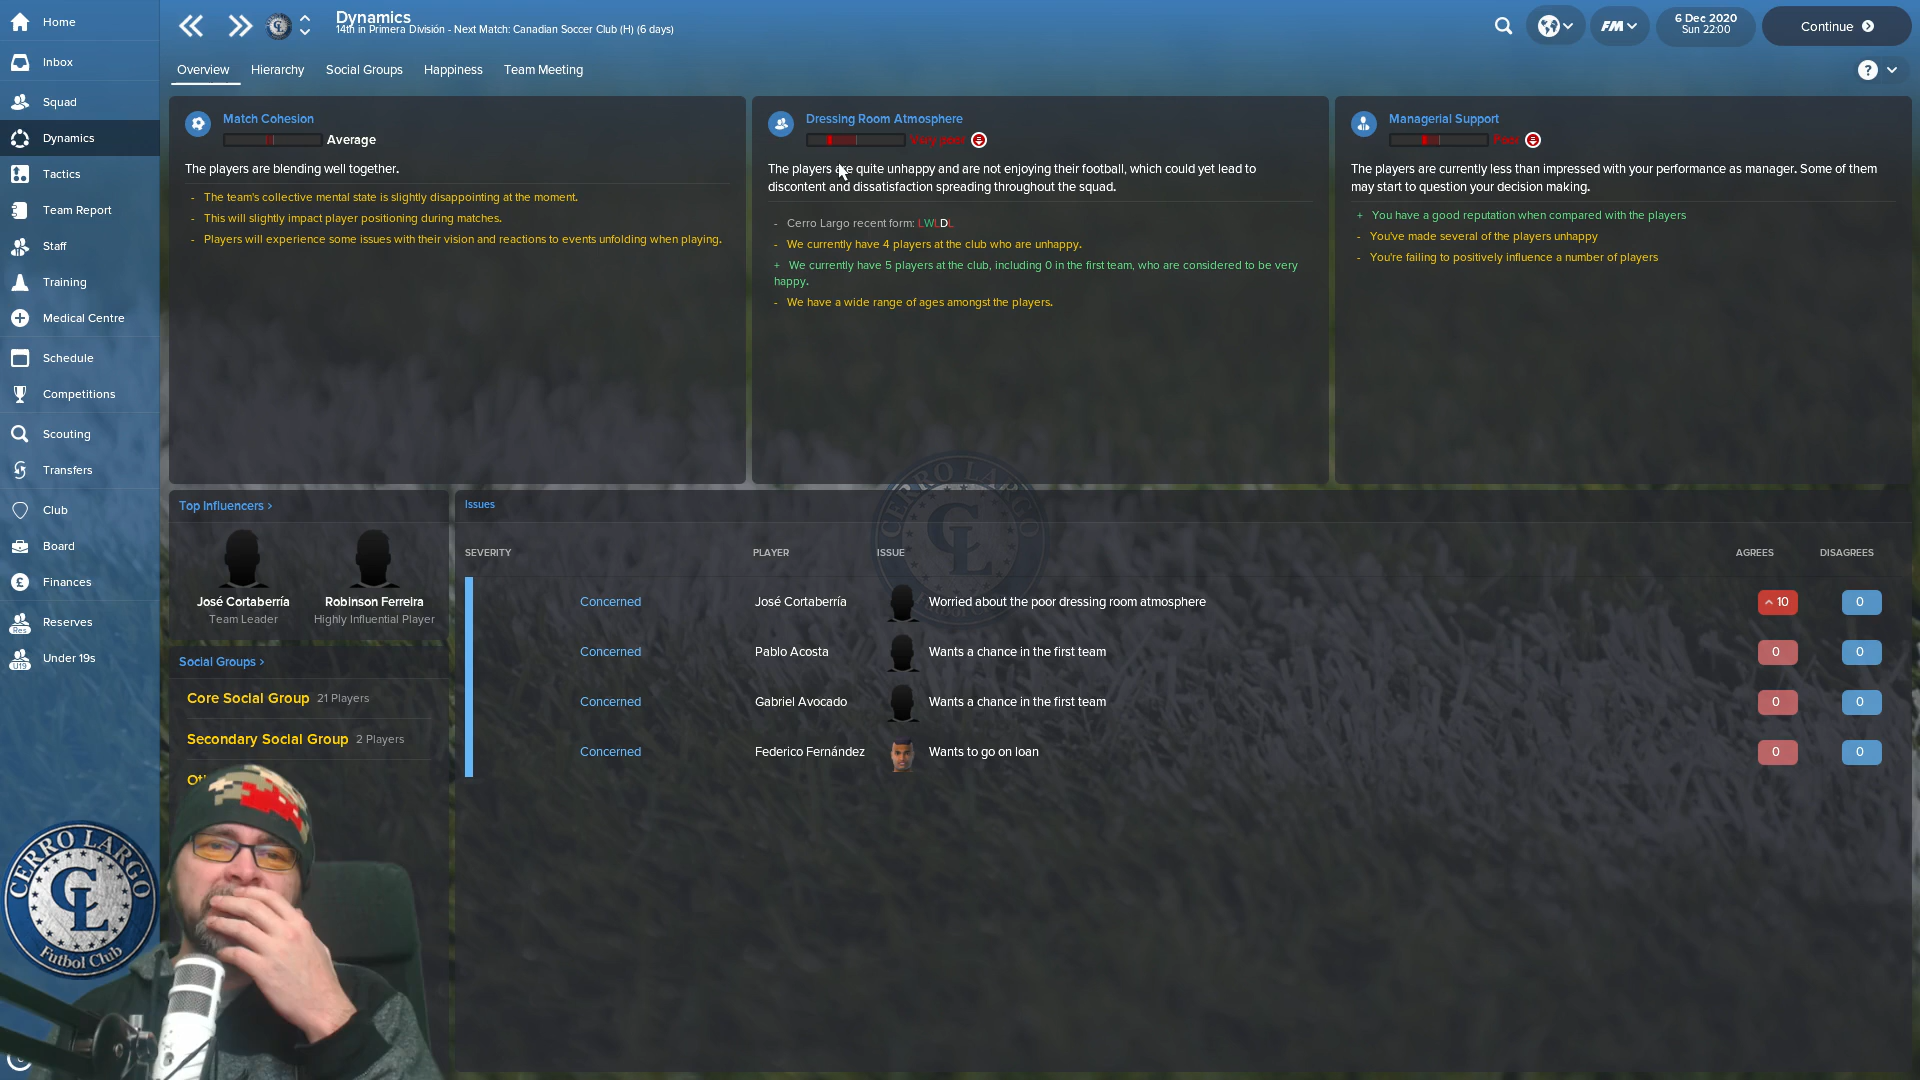 Home
Inbox
Squad
Dynamics
Tactics
Team Report
Staff
Training
Medical Centre
Schedule
Competitions
Scouting
Transfers
Club
Board
Finances
Reserves
Res
Under 19s
U19
Dynamics
14th in Primera División - Next Match: Canadian Soccer Club (H) (6 days)
FM
6 Dec 2020
Sun 22:00
Continue
Overview
Hierarchy
Social Groups
Happiness
Team Meeting
?
Match Cohesion
Average
The players are blending well together.
- The team's collective mental state is slightly disappointing at the moment.
- This will slightly impact player positioning during matches.
- Players will experience some issues with their vision and reactions to events unfolding when playing.
Dressing Room Atmosphere
Very poor
The players are quite unhappy and are not enjoying their football, which could yet lead to
discontent and dissatisfaction spreading throughout the squad.
- Cerro Largo recent form: LWLDL
- We currently have 4 players at the club who are unhappy.
+ We currently have 5 players at the club, including 0 in the first team, who are considered to be very
happy.
- We have a wide range of ages amongst the players.
Managerial Support
Poor
The players are currently less than impressed with your performance as manager. Some of them
may start to question your decision making.
+ You have a good reputation when compared with the players
- You've made several of the players unhappy
- You're failing to positively influence a number of players
Top Influencers >
José Cortaberría
Team Leader
Robinson Ferreira
Highly Influential Player
Social Groups >
Core Social Group 21 Players
Secondary Social Group 2 Players
Issues
SEVERITY PLAYER ISSUE AGREES DISAGREES
Concerned José Cortaberría Worried about the poor dressing room atmosphere 10 0
Concerned Pablo Acosta Wants a chance in the first team 0 0
Concerned Gabriel Avocado Wants a chance in the first team 0 0
Concerned Federico Fernández Wants to go on loan 0 0
CERRO LARGO
CL
CERRO LARGO
CL
Futbol Club